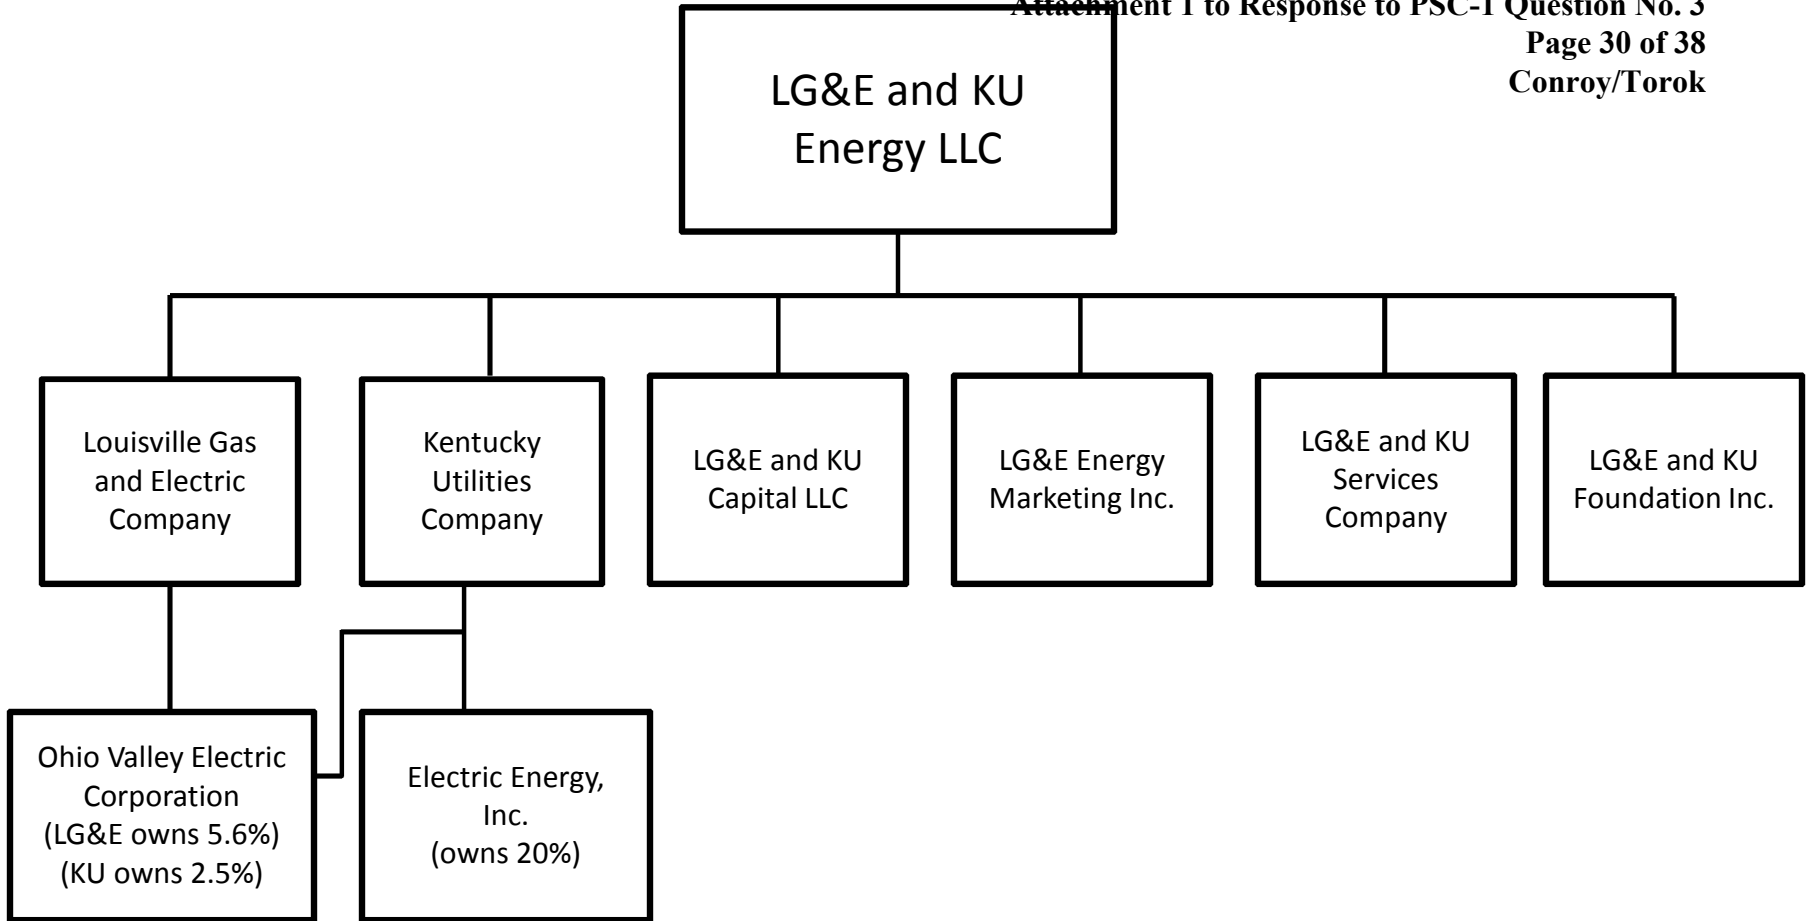 Attachment 1 to Response to PSC-1 Question No. 3
Page 30 of 38
Conroy/Torok
LG&E and KU
Energy LLC
Louisville Gas
and Electric
Company
Kentucky
Utilities
Company
LG&E and KU
Capital LLC
LG&E Energy
Marketing Inc.
LG&E and KU
Services
Company
LG&E and KU
Foundation Inc.
Ohio Valley Electric
Corporation
(LG&E owns 5.6%)
(KU owns 2.5%)
Electric Energy,
Inc.
(owns 20%)